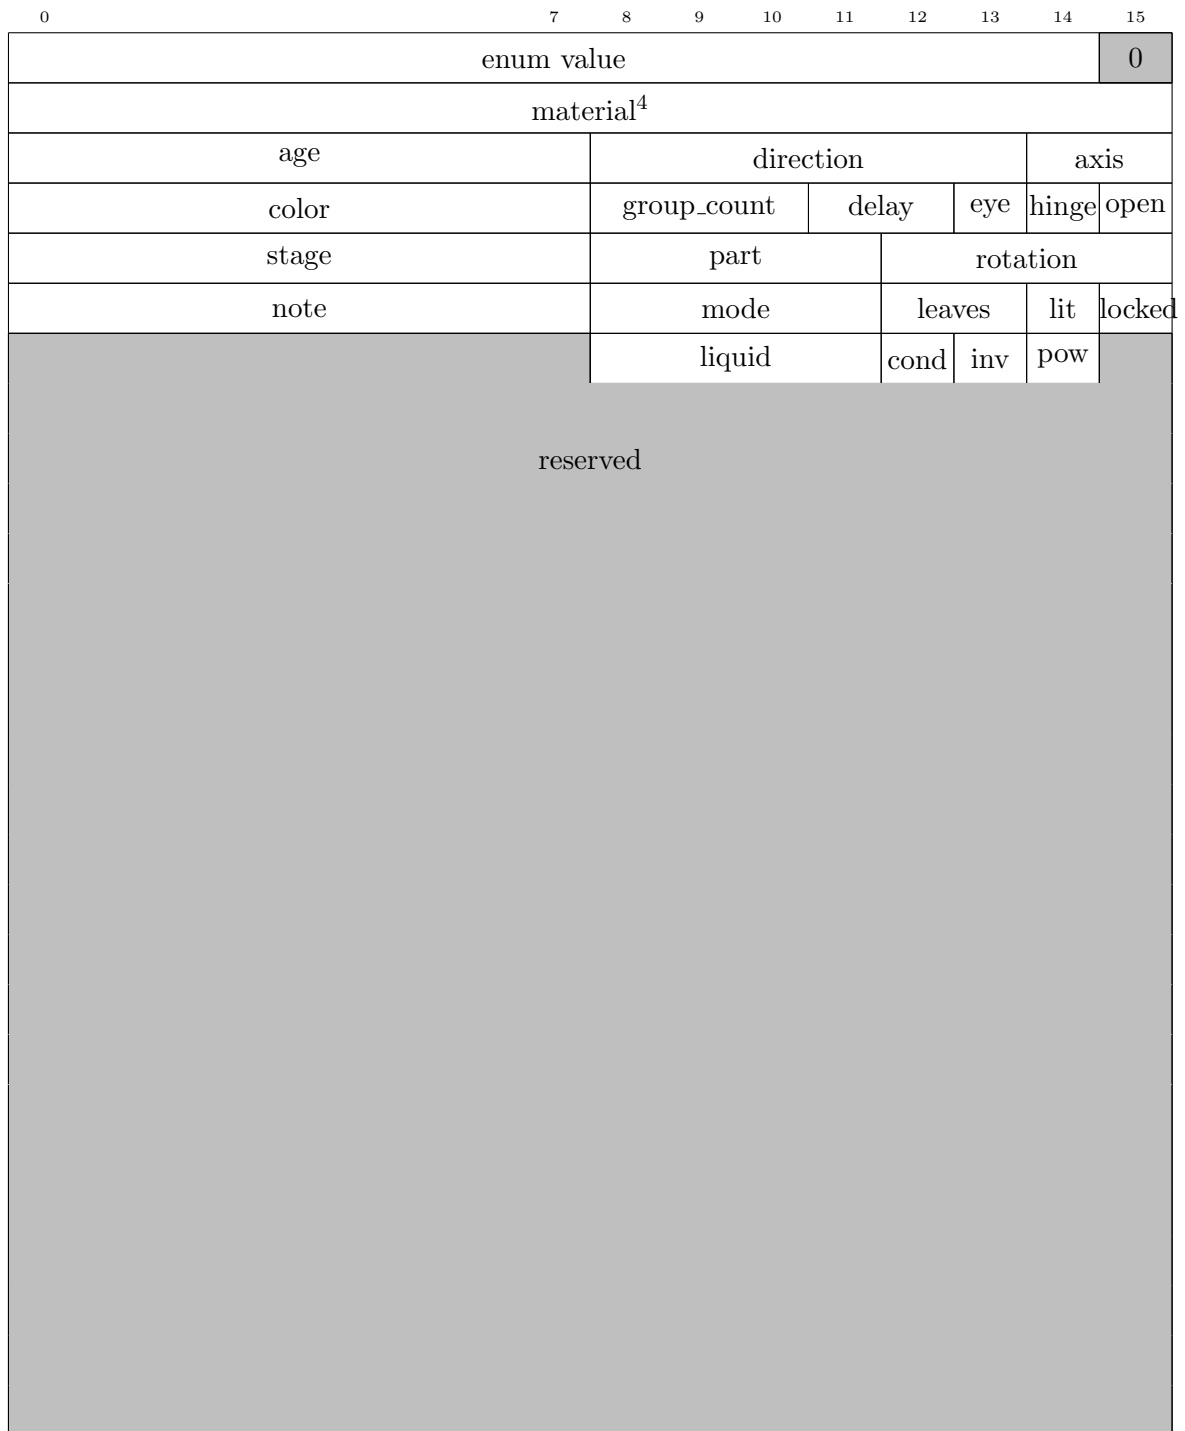 0 7 8 9 10 11 12 13 14 15
enum value 0
material⁴
age direction axis
color group_count delay eye hinge open
stage part rotation
note mode leaves lit locked
liquid cond inv pow
reserved